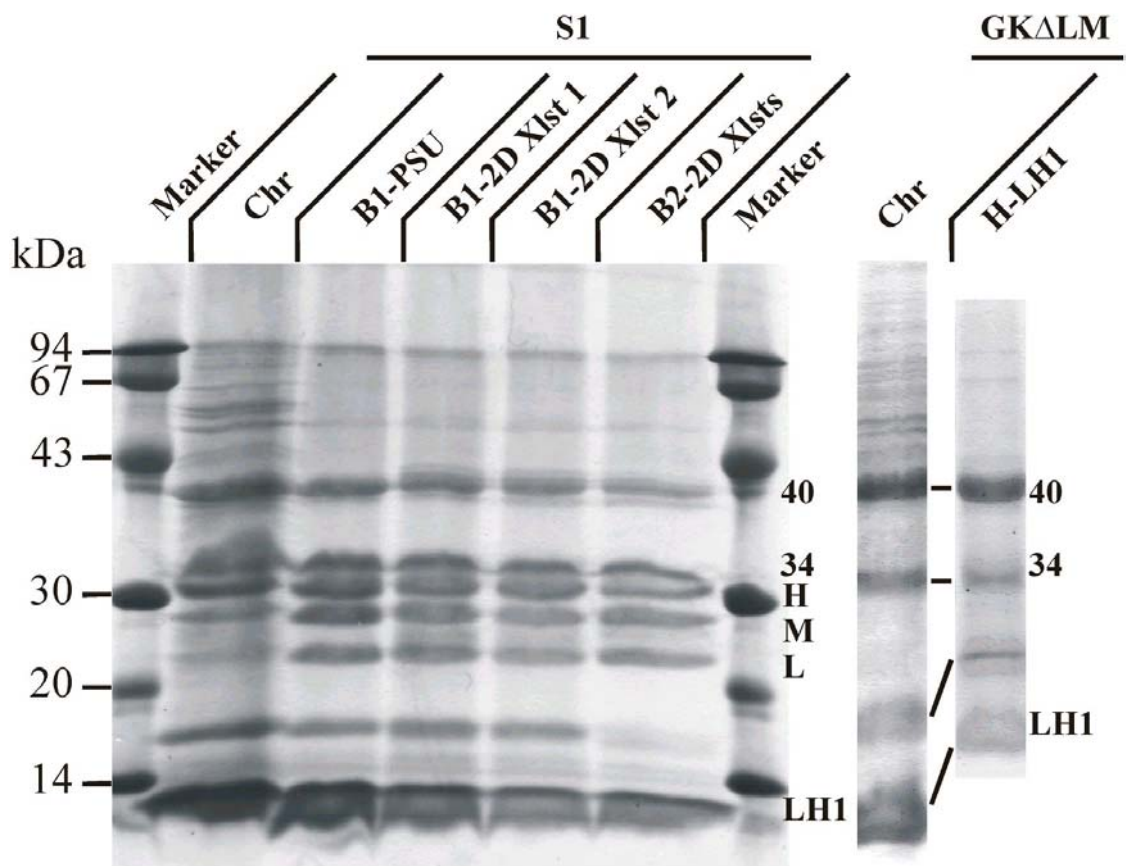 S1
GKΔLM
Marker
Chr
B1-PSU
B1-2D Xlst 1
B1-2D Xlst 2
B2-2D Xlsts
Marker
Chr
H-LH1
kDa
94
67
43
40
40
34
34
30
H
M
L
20
LH1
14
LH1